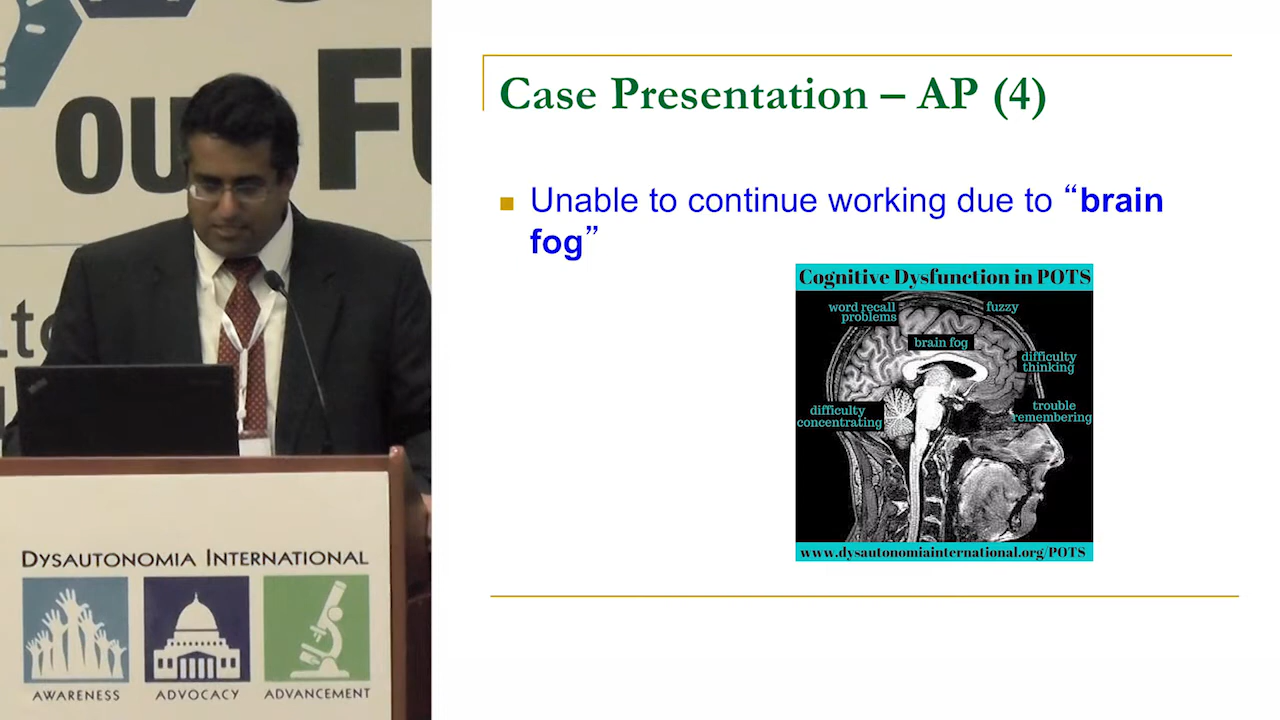 OU
FU
Case Presentation – AP (4)
Unable to continue working due to “brain
fog”
Cognitive Dysfunction in POTS
word recall
problems
fuzzy
brain fog
difficulty
thinking
difficulty
concentrating
trouble
remembering
www.dysautonomiainternational.org/POTS
DYSAUTONOMIA INTERNATIONAL
AWARENESS
ADVOCACY
ADVANCEMENT